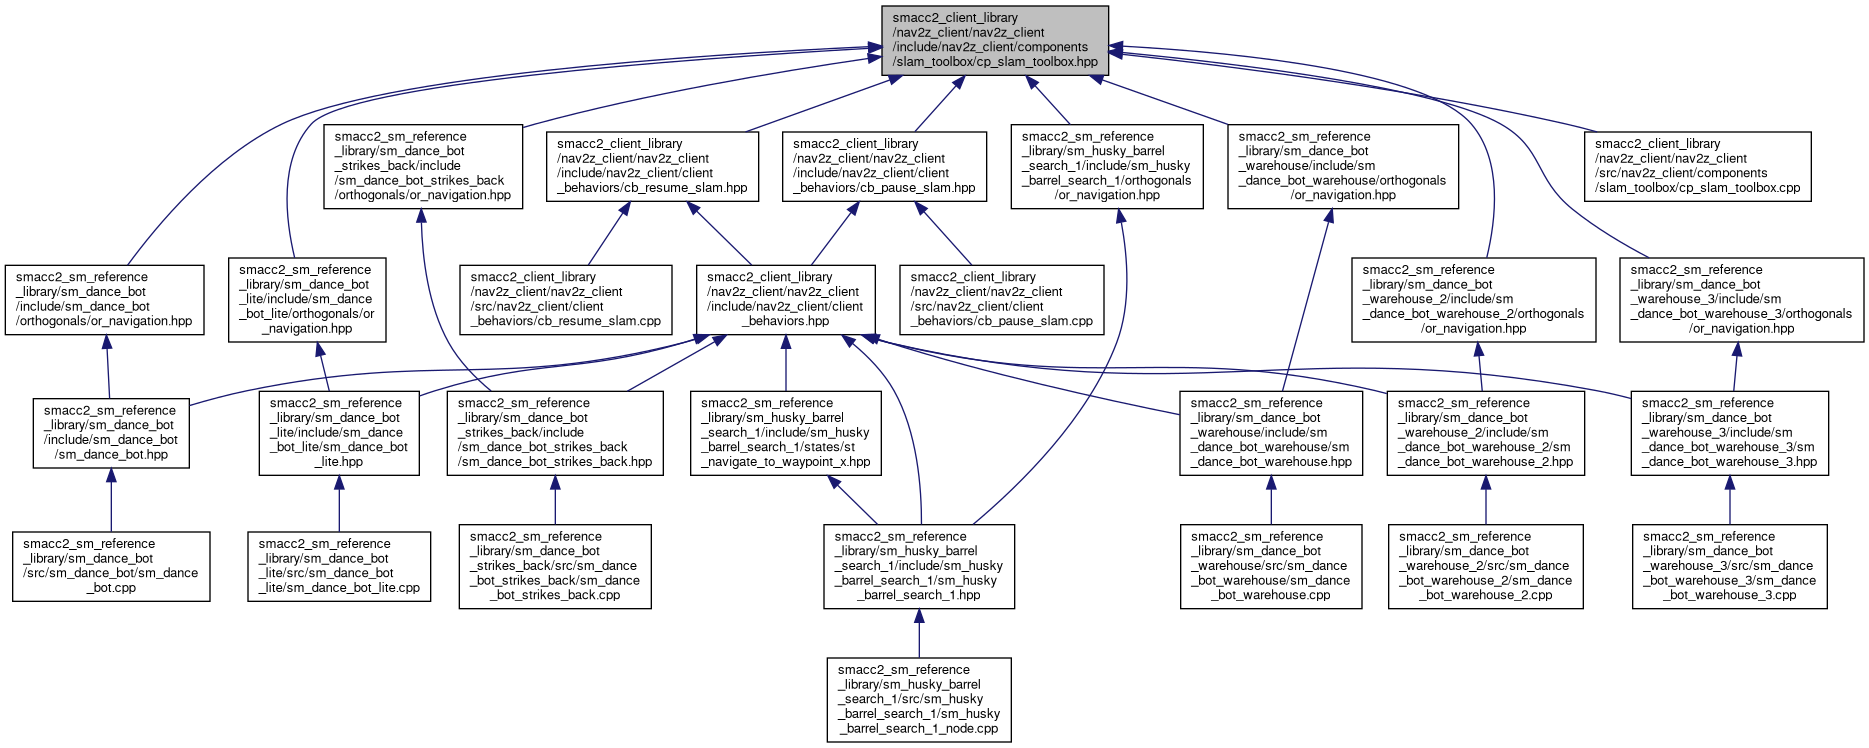 smacc2_client_library
/nav2z_client/nav2z_client
/include/nav2z_client/components
/slam_toolbox/cp_slam_toolbox.hpp
smacc2_sm_reference
_library/sm_dance_bot
_strikes_back/include
/sm_dance_bot_strikes_back
/orthogonals/or_navigation.hpp
smacc2_client_library
/nav2z_client/nav2z_client
/include/nav2z_client/client
_behaviors/cb_resume_slam.hpp
smacc2_client_library
/nav2z_client/nav2z_client
/include/nav2z_client/client
_behaviors/cb_pause_slam.hpp
smacc2_sm_reference
_library/sm_husky_barrel
_search_1/include/sm_husky
_barrel_search_1/orthogonals
/or_navigation.hpp
smacc2_sm_reference
_library/sm_dance_bot
_warehouse/include/sm
_dance_bot_warehouse/orthogonals
/or_navigation.hpp
smacc2_client_library
/nav2z_client/nav2z_client
/src/nav2z_client/components
/slam_toolbox/cp_slam_toolbox.cpp
smacc2_sm_reference
_library/sm_dance_bot
/include/sm_dance_bot
/orthogonals/or_navigation.hpp
smacc2_sm_reference
_library/sm_dance_bot
_lite/include/sm_dance
_bot_lite/orthogonals/or
_navigation.hpp
smacc2_client_library
/nav2z_client/nav2z_client
/src/nav2z_client/client
_behaviors/cb_resume_slam.cpp
smacc2_client_library
/nav2z_client/nav2z_client
/include/nav2z_client/client
_behaviors.hpp
smacc2_client_library
/nav2z_client/nav2z_client
/src/nav2z_client/client
_behaviors/cb_pause_slam.cpp
smacc2_sm_reference
_library/sm_dance_bot
_warehouse_2/include/sm
_dance_bot_warehouse_2/orthogonals
/or_navigation.hpp
smacc2_sm_reference
_library/sm_dance_bot
_warehouse_3/include/sm
_dance_bot_warehouse_3/orthogonals
/or_navigation.hpp
smacc2_sm_reference
_library/sm_dance_bot
/include/sm_dance_bot
/sm_dance_bot.hpp
smacc2_sm_reference
_library/sm_dance_bot
_lite/include/sm_dance
_bot_lite/sm_dance_bot
_lite.hpp
smacc2_sm_reference
_library/sm_dance_bot
_strikes_back/include
/sm_dance_bot_strikes_back
/sm_dance_bot_strikes_back.hpp
smacc2_sm_reference
_library/sm_husky_barrel
_search_1/include/sm_husky
_barrel_search_1/states/st
_navigate_to_waypoint_x.hpp
smacc2_sm_reference
_library/sm_dance_bot
_warehouse/include/sm
_dance_bot_warehouse/sm
_dance_bot_warehouse.hpp
smacc2_sm_reference
_library/sm_dance_bot
_warehouse_2/include/sm
_dance_bot_warehouse_2/sm
_dance_bot_warehouse_2.hpp
smacc2_sm_reference
_library/sm_dance_bot
_warehouse_3/include/sm
_dance_bot_warehouse_3/sm
_dance_bot_warehouse_3.hpp
smacc2_sm_reference
_library/sm_dance_bot
/src/sm_dance_bot/sm_dance
_bot.cpp
smacc2_sm_reference
_library/sm_dance_bot
_lite/src/sm_dance_bot
_lite/sm_dance_bot_lite.cpp
smacc2_sm_reference
_library/sm_dance_bot
_strikes_back/src/sm_dance
_bot_strikes_back/sm_dance
_bot_strikes_back.cpp
smacc2_sm_reference
_library/sm_husky_barrel
_search_1/include/sm_husky
_barrel_search_1/sm_husky
_barrel_search_1.hpp
smacc2_sm_reference
_library/sm_dance_bot
_warehouse/src/sm_dance
_bot_warehouse/sm_dance
_bot_warehouse.cpp
smacc2_sm_reference
_library/sm_dance_bot
_warehouse_2/src/sm_dance
_bot_warehouse_2/sm_dance
_bot_warehouse_2.cpp
smacc2_sm_reference
_library/sm_dance_bot
_warehouse_3/src/sm_dance
_bot_warehouse_3/sm_dance
_bot_warehouse_3.cpp
smacc2_sm_reference
_library/sm_husky_barrel
_search_1/src/sm_husky
_barrel_search_1/sm_husky
_barrel_search_1_node.cpp